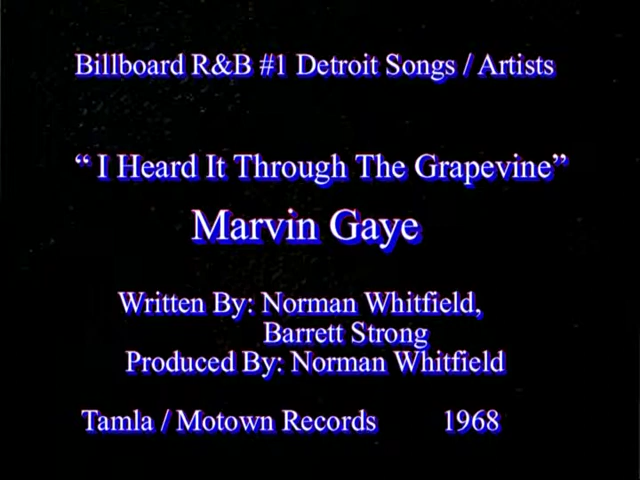 Billboard R&B #1 Detroit Songs / Artists
“ I Heard It Through The Grapevine”
Marvin Gaye
Written By: Norman Whitfield,
Barrett Strong
Produced By: Norman Whitfield
Tamla / Motown Records 1968